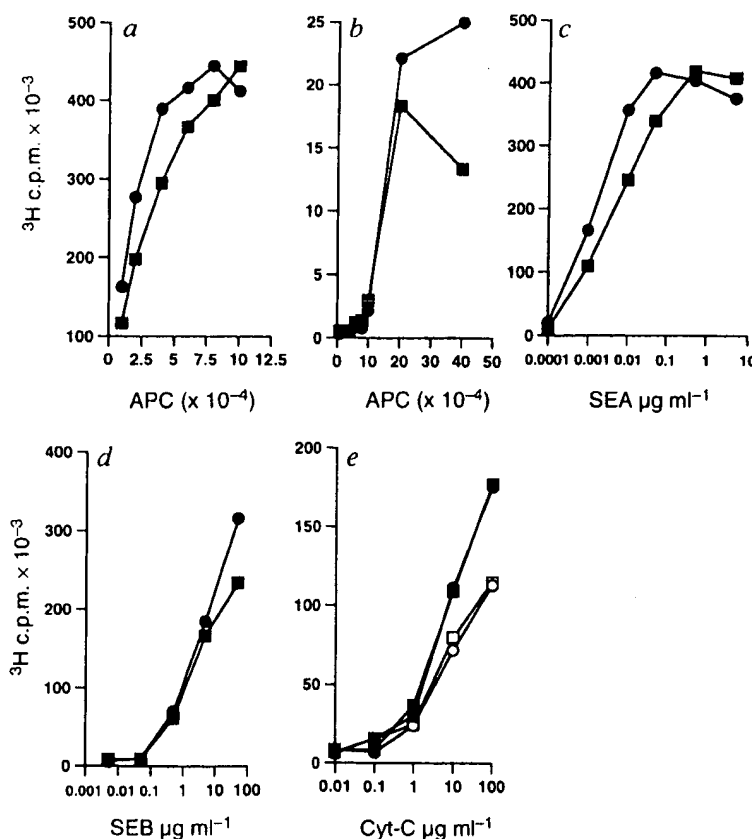 a
b
c
³H c.p.m. × 10⁻³
500
400
300
200
100
0 2.5 5 7.5 10 12.5
APC (x 10⁻⁴)
25
20
15
10
5
0
0 10 20 30 40 50
APC (× 10⁻⁴)
500
400
300
200
100
0
0.0001 0.001 0.01 0.1 1 10
SEA µg ml⁻¹
d
e
³H c.p.m. × 10⁻³
400
300
200
100
0
0.001 0.01 0.1 1 10 100
SEB µg ml⁻¹
200
150
100
50
0
0.01 0.1 1 10 100
Cyt-C µg ml⁻¹